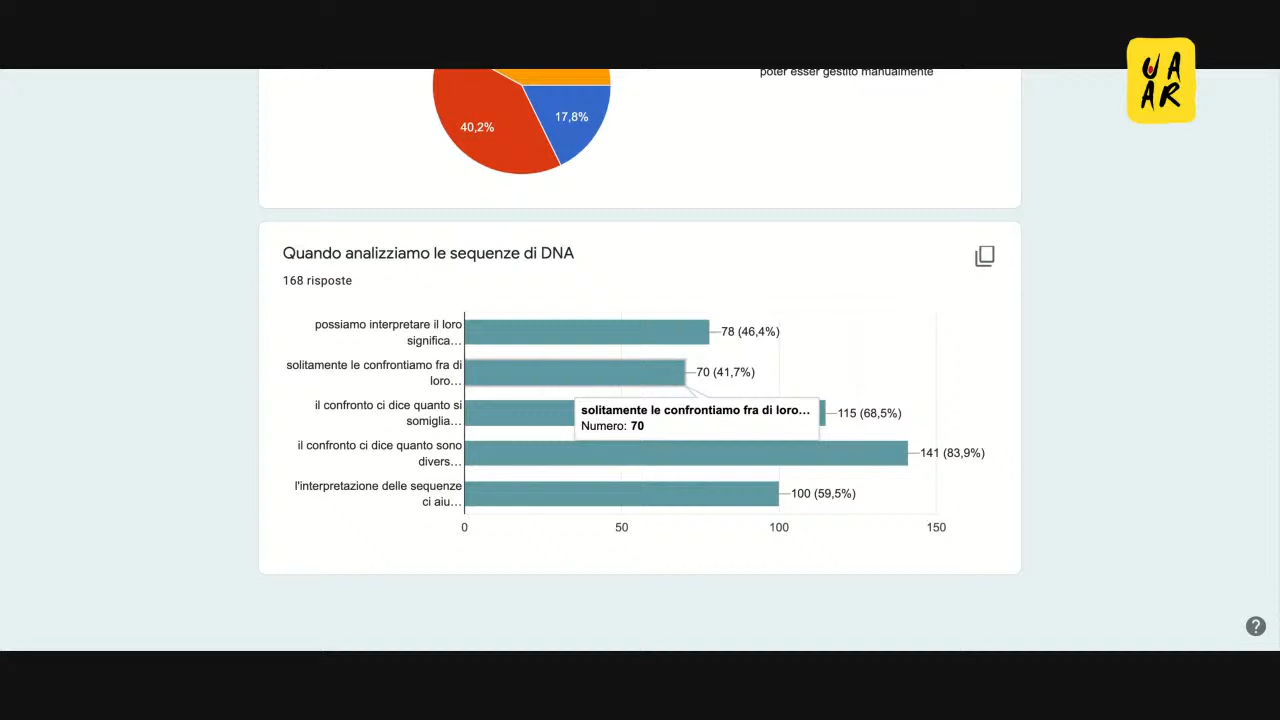 poter esser gestito manualmente
UA
AR
40,2%
17,8%
Quando analizziamo le sequenze di DNA
168 risposte
possiamo interpretare il loro
significa…
78 (46,4%)
solitamente le confrontiamo fra di
loro…
70 (41,7%)
solitamente le confrontiamo fra di loro…
Numero: 70
il confronto ci dice quanto si
somiglia…
115 (68,5%)
il confronto ci dice quanto sono
divers…
141 (83,9%)
l'interpretazione delle sequenze
ci aiu…
100 (59,5%)
0
50
100
150
?